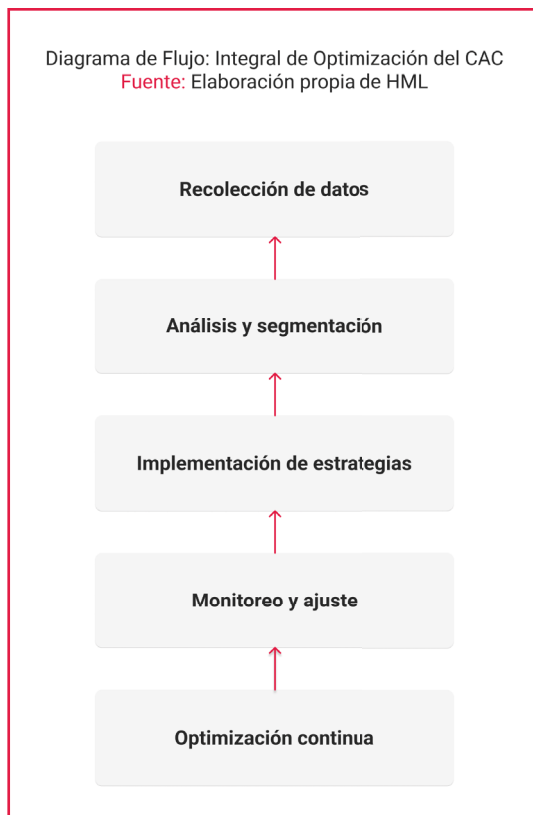 Diagrama de Flujo: Integral de Optimización del CAC
Fuente: Elaboración propia de HML
Recolección de datos
Análisis y segmentación
Implementación de estrategias
Monitoreo y ajuste
Optimización continua